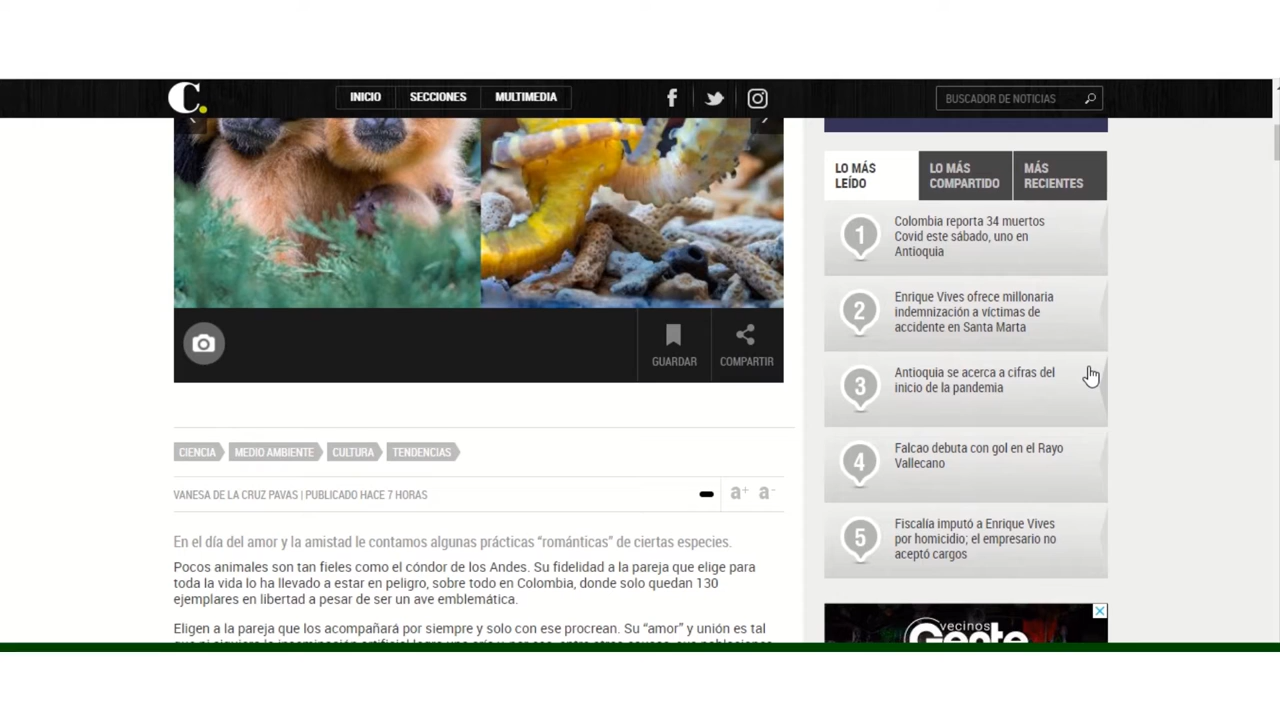 C.
INICIO
SECCIONES
MULTIMEDIA
BUSCADOR DE NOTICIAS
GUARDAR
COMPARTIR
CIENCIA
MEDIO AMBIENTE
CULTURA
TENDENCIAS
VANESA DE LA CRUZ PAVAS | PUBLICADO HACE 7 HORAS
a+ a-
En el día del amor y la amistad le contamos algunas prácticas “románticas” de ciertas especies.
Pocos animales son tan fieles como el cóndor de los Andes. Su fidelidad a la pareja que elige para
toda la vida lo ha llevado a estar en peligro, sobre todo en Colombia, donde solo quedan 130
ejemplares en libertad a pesar de ser un ave emblemática.
Eligen a la pareja que los acompañará por siempre y solo con ese procrean. Su “amor” y unión es tal
LO MÁS
LEÍDO
LO MÁS
COMPARTIDO
MÁS
RECIENTES
1
Colombia reporta 34 muertos
Covid este sábado, uno en
Antioquia
2
Enrique Vives ofrece millonaria
indemnización a víctimas de
accidente en Santa Marta
3
Antioquia se acerca a cifras del
inicio de la pandemia
4
Falcao debuta con gol en el Rayo
Vallecano
5
Fiscalía imputó a Enrique Vives
por homicidio; el empresario no
aceptó cargos
vecinos
Gente